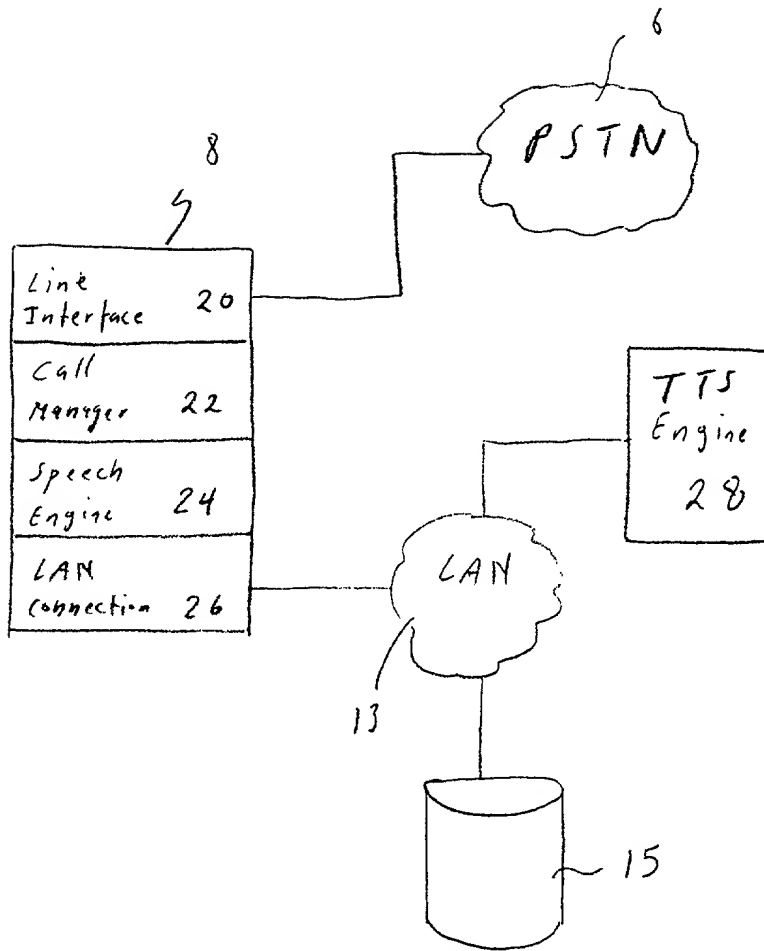 6
PSTN
8
Line
Interface 20
Call
Manager 22
Speech
Engine 24
LAN
Connection 26
TTS
Engine
28
LAN
13
15